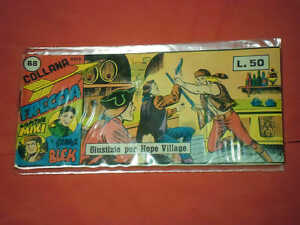 88
COLLANA
FRECCIA
MIKI
BLEK
L. 50
Giustizia per Hope Village